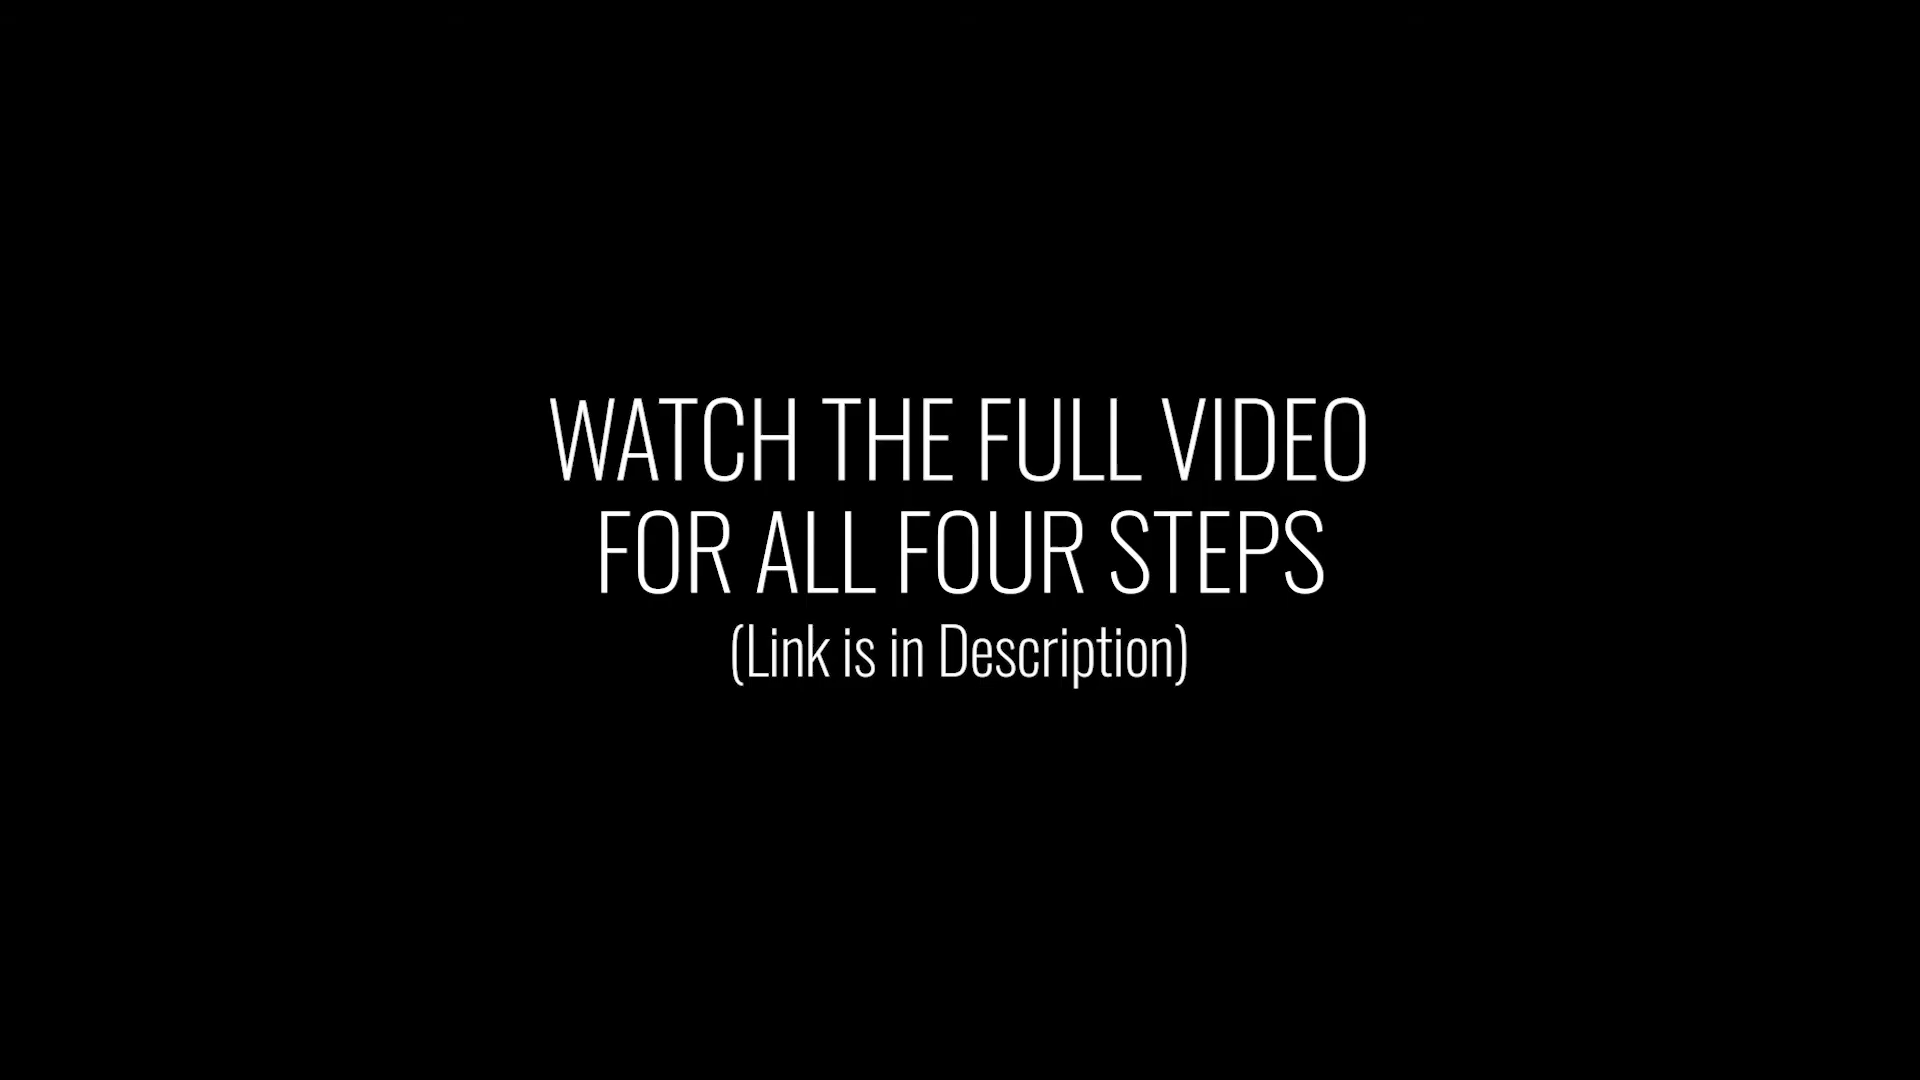 WATCH THE FULL VIDEO
FOR ALL FOUR STEPS
(Link is in Description)